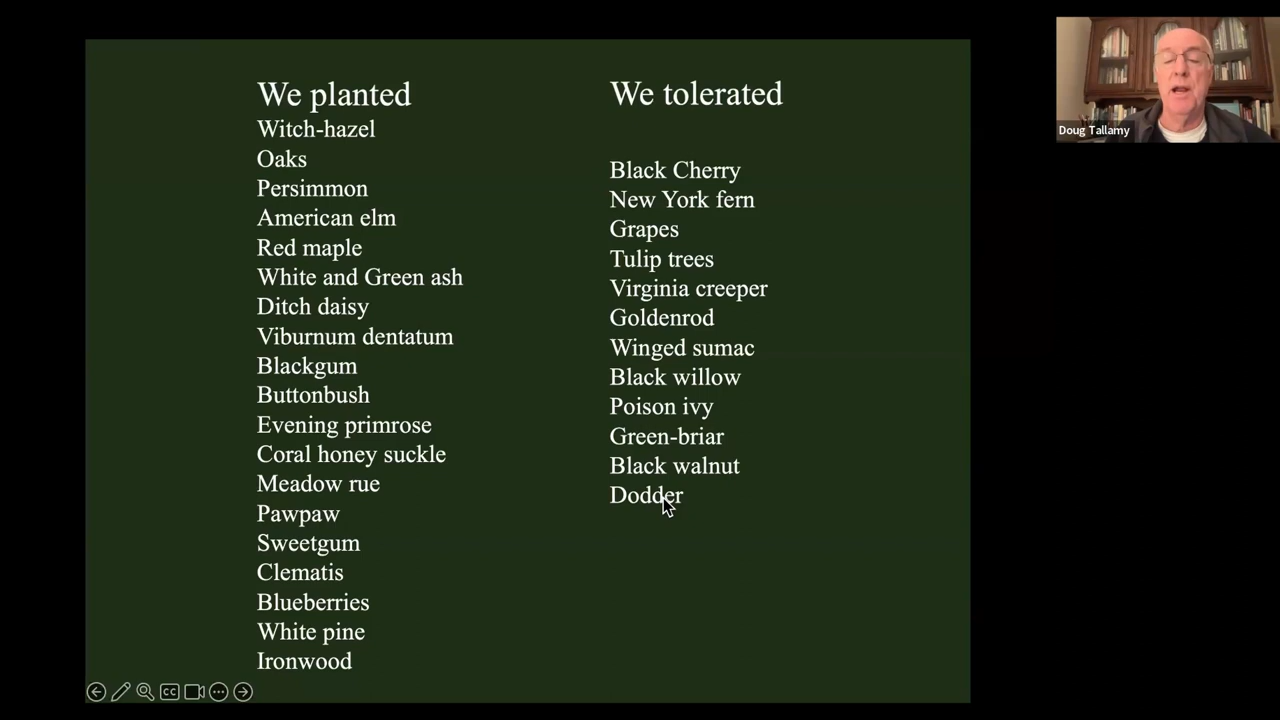 We planted
Witch-hazel
Oaks
Persimmon
American elm
Red maple
White and Green ash
Ditch daisy
Viburnum dentatum
Blackgum
Buttonbush
Evening primrose
Coral honey suckle
Meadow rue
Pawpaw
Sweetgum
Clematis
Blueberries
White pine
Ironwood
We tolerated
Black Cherry
New York fern
Grapes
Tulip trees
Virginia creeper
Goldenrod
Winged sumac
Black willow
Poison ivy
Green-briar
Black walnut
Dodder
Doug Tallamy
CC